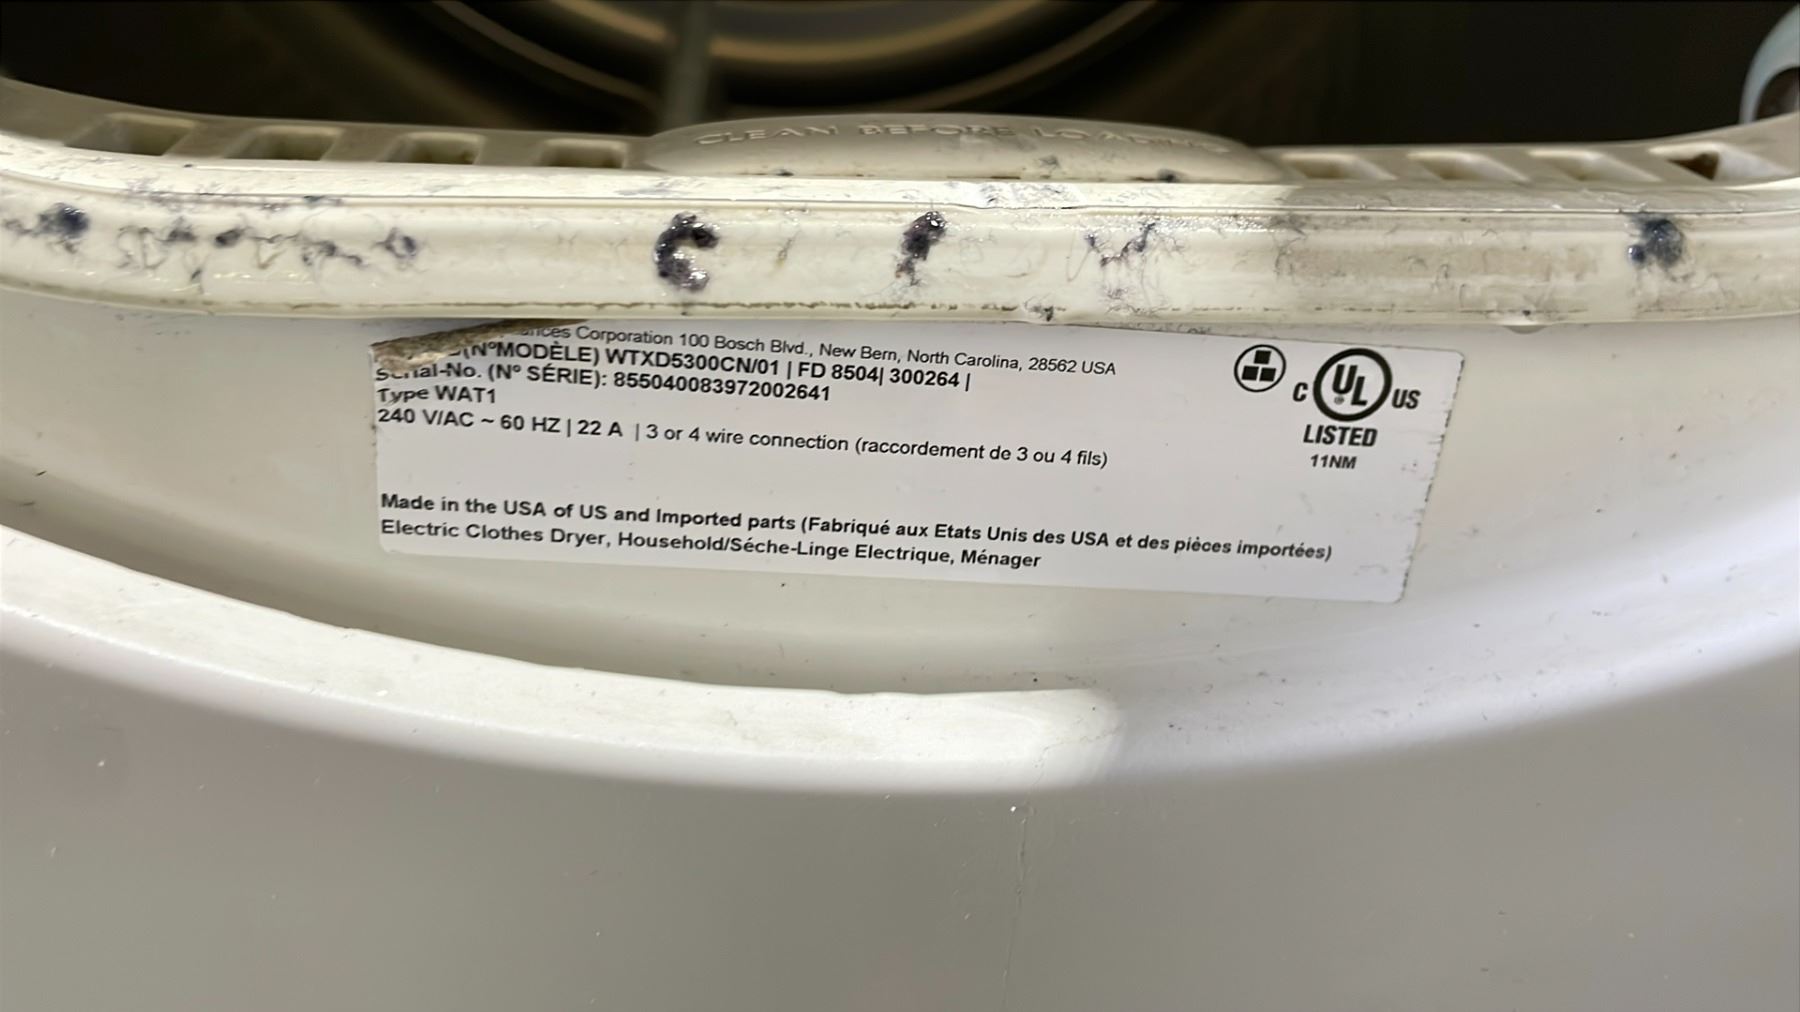 CLEAN BEFORE LOADING
Corporation 100 Bosch Blvd., New Bern, North Carolina, 28562 USA
(N°MODÈLE) WTXD5300CN/01 | FD 8504| 300264 |
Serial-No. (N° SÉRIE): 855040083972002641
Type WAT1
240 V/AC ~ 60 HZ | 22 A | 3 or 4 wire connection (raccordement de 3 ou 4 fils)
Made in the USA of US and Imported parts (Fabriqué aux Etats Unis des USA et des pièces importées)
Electric Clothes Dryer, Household/Séche-Linge Electrique, Ménager
C UL US
LISTED
11NM